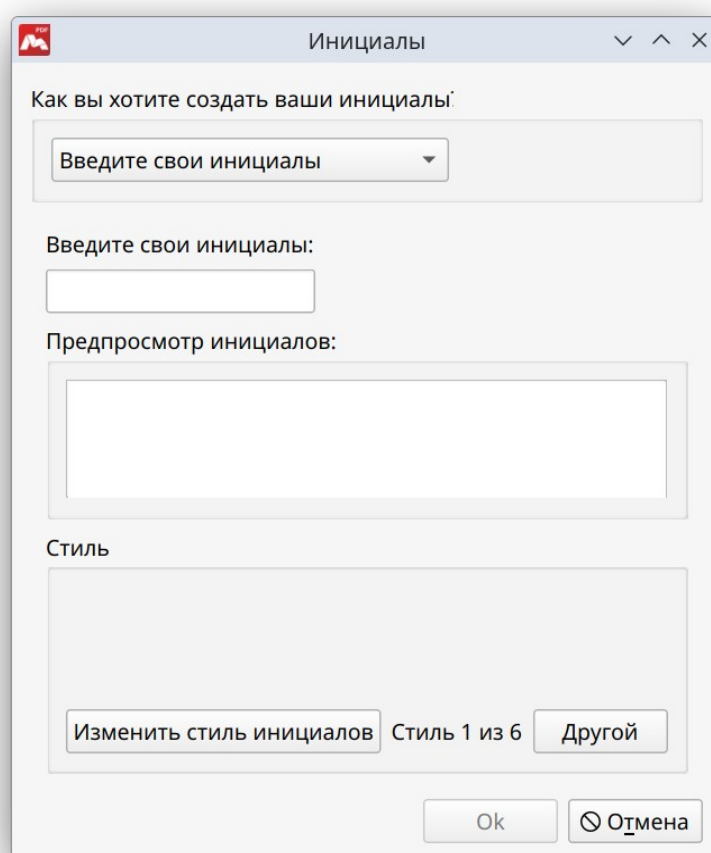 PDF
Инициалы
Как вы хотите создать ваши инициалы?
Введите свои инициалы
Введите свои инициалы:
Предпросмотр инициалов:
Стиль
Изменить стиль инициалов Стиль 1 из 6 Другой
Ok Отмена